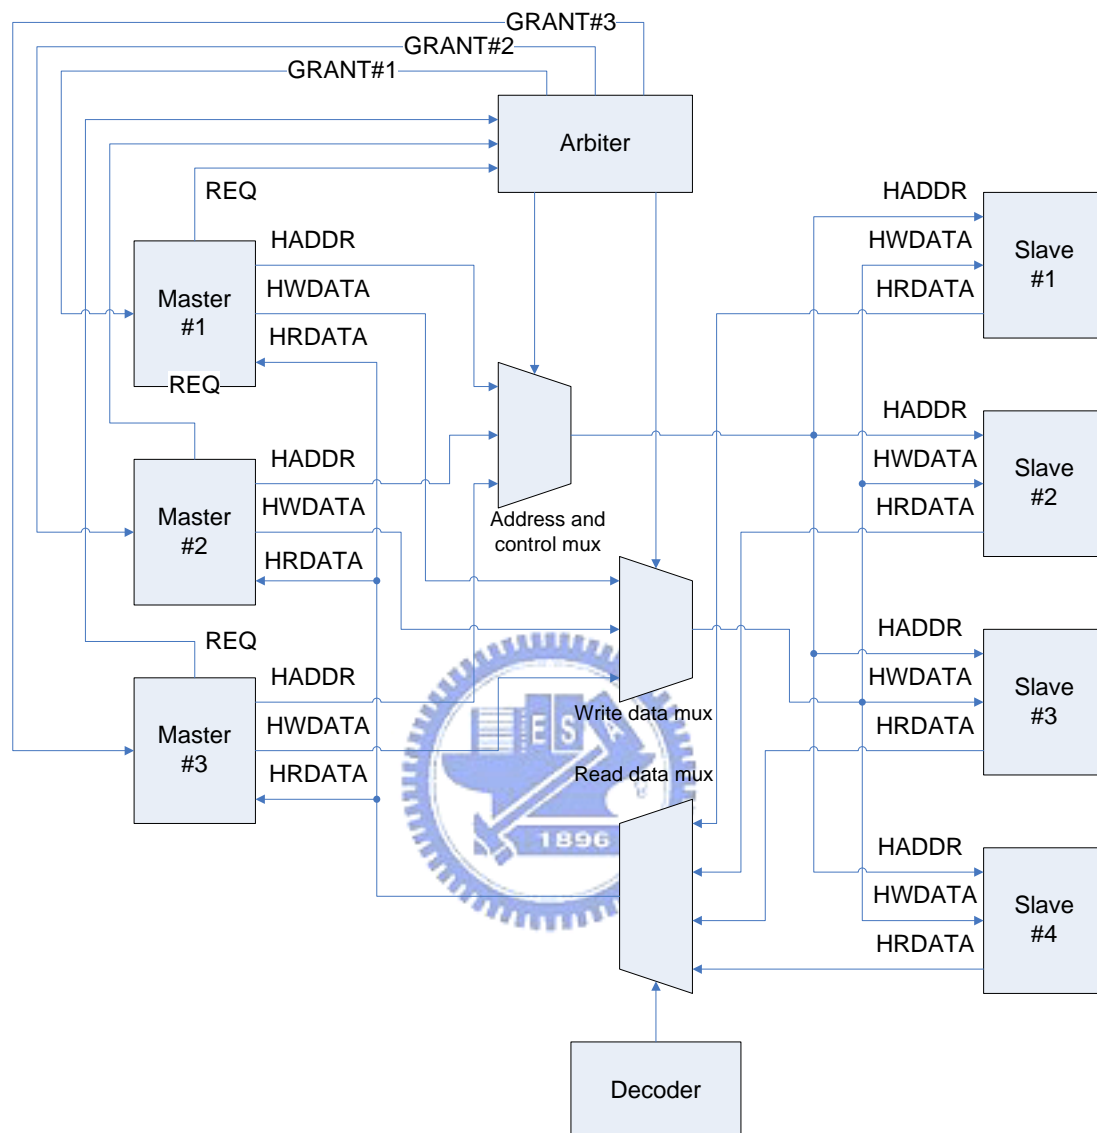 GRANT#3
GRANT#2
GRANT#1
Arbiter
REQ
HADDR
HWDATA
HRDATA
Master
#1
REQ
HADDR
HWDATA
HRDATA
Master
#2
REQ
HADDR
HWDATA
HRDATA
Master
#3
Address and
control mux
Write data mux
Read data mux
E S A
1896
HADDR
HWDATA
HRDATA
Slave
#1
HADDR
HWDATA
HRDATA
Slave
#2
HADDR
HWDATA
HRDATA
Slave
#3
HADDR
HWDATA
HRDATA
Slave
#4
Decoder